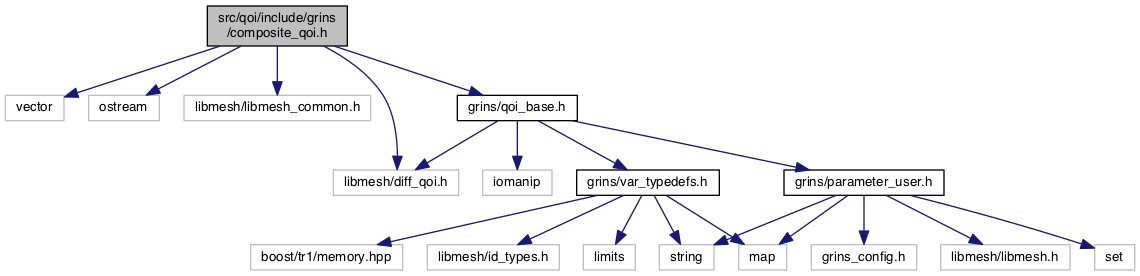 src/qoi/include/grins
/composite_qoi.h
vector
ostream
libmesh/libmesh_common.h
grins/qoi_base.h
libmesh/diff_qoi.h
iomanip
grins/var_typedefs.h
grins/parameter_user.h
boost/tr1/memory.hpp
libmesh/id_types.h
limits
string
map
grins_config.h
libmesh/libmesh.h
set